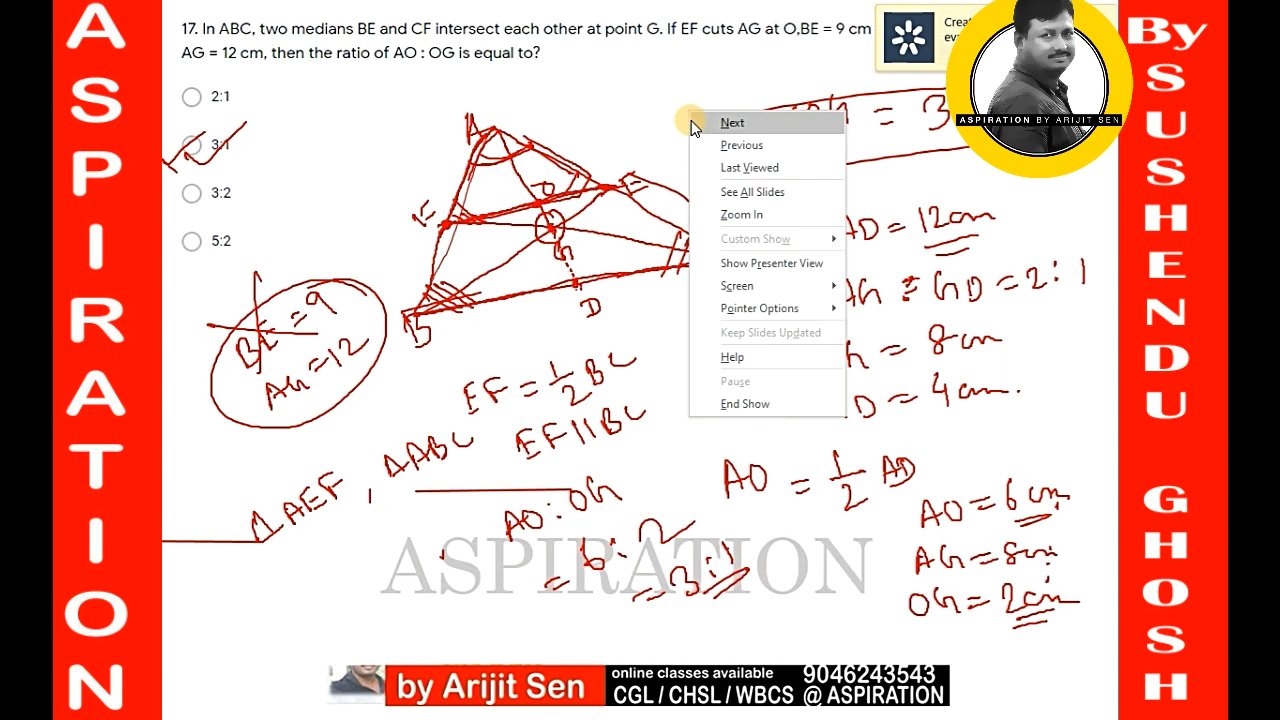 ASPIRATION
17. In ABC, two medians BE and CF intersect each other at point G. If EF cuts AG at O,BE = 9 cm
AG = 12 cm, then the ratio of AO : OG is equal to?
2:1
3:1
3:2
5:2
Next
Previous
Last Viewed
See All Slides
Zoom In
Custom Show
Show Presenter View
Screen
Pointer Options
Keep Slides Updated
Help
Pause
End Show
ASPIRATION BY ARIJIT SEN
= 3
A
F
O
E
G
B
D
BE = 9
AG = 12
EF = 1/2 BC
EF || BC
ΔAEF, ΔABC
AO : OG
= 6 : 2
= 3 : 1
AD = 12cm
AG : GD = 2 : 1
G = 8cm
D = 4cm.
AO = 1/2 AD
AO = 6cm
AG = 8cm
OG = 2cm
ASPIRATION
by Arijit Sen
online classes available
CGL / CHSL / WBCS
9046243543
@ ASPIRATION
By SUSHENDU GHOSH